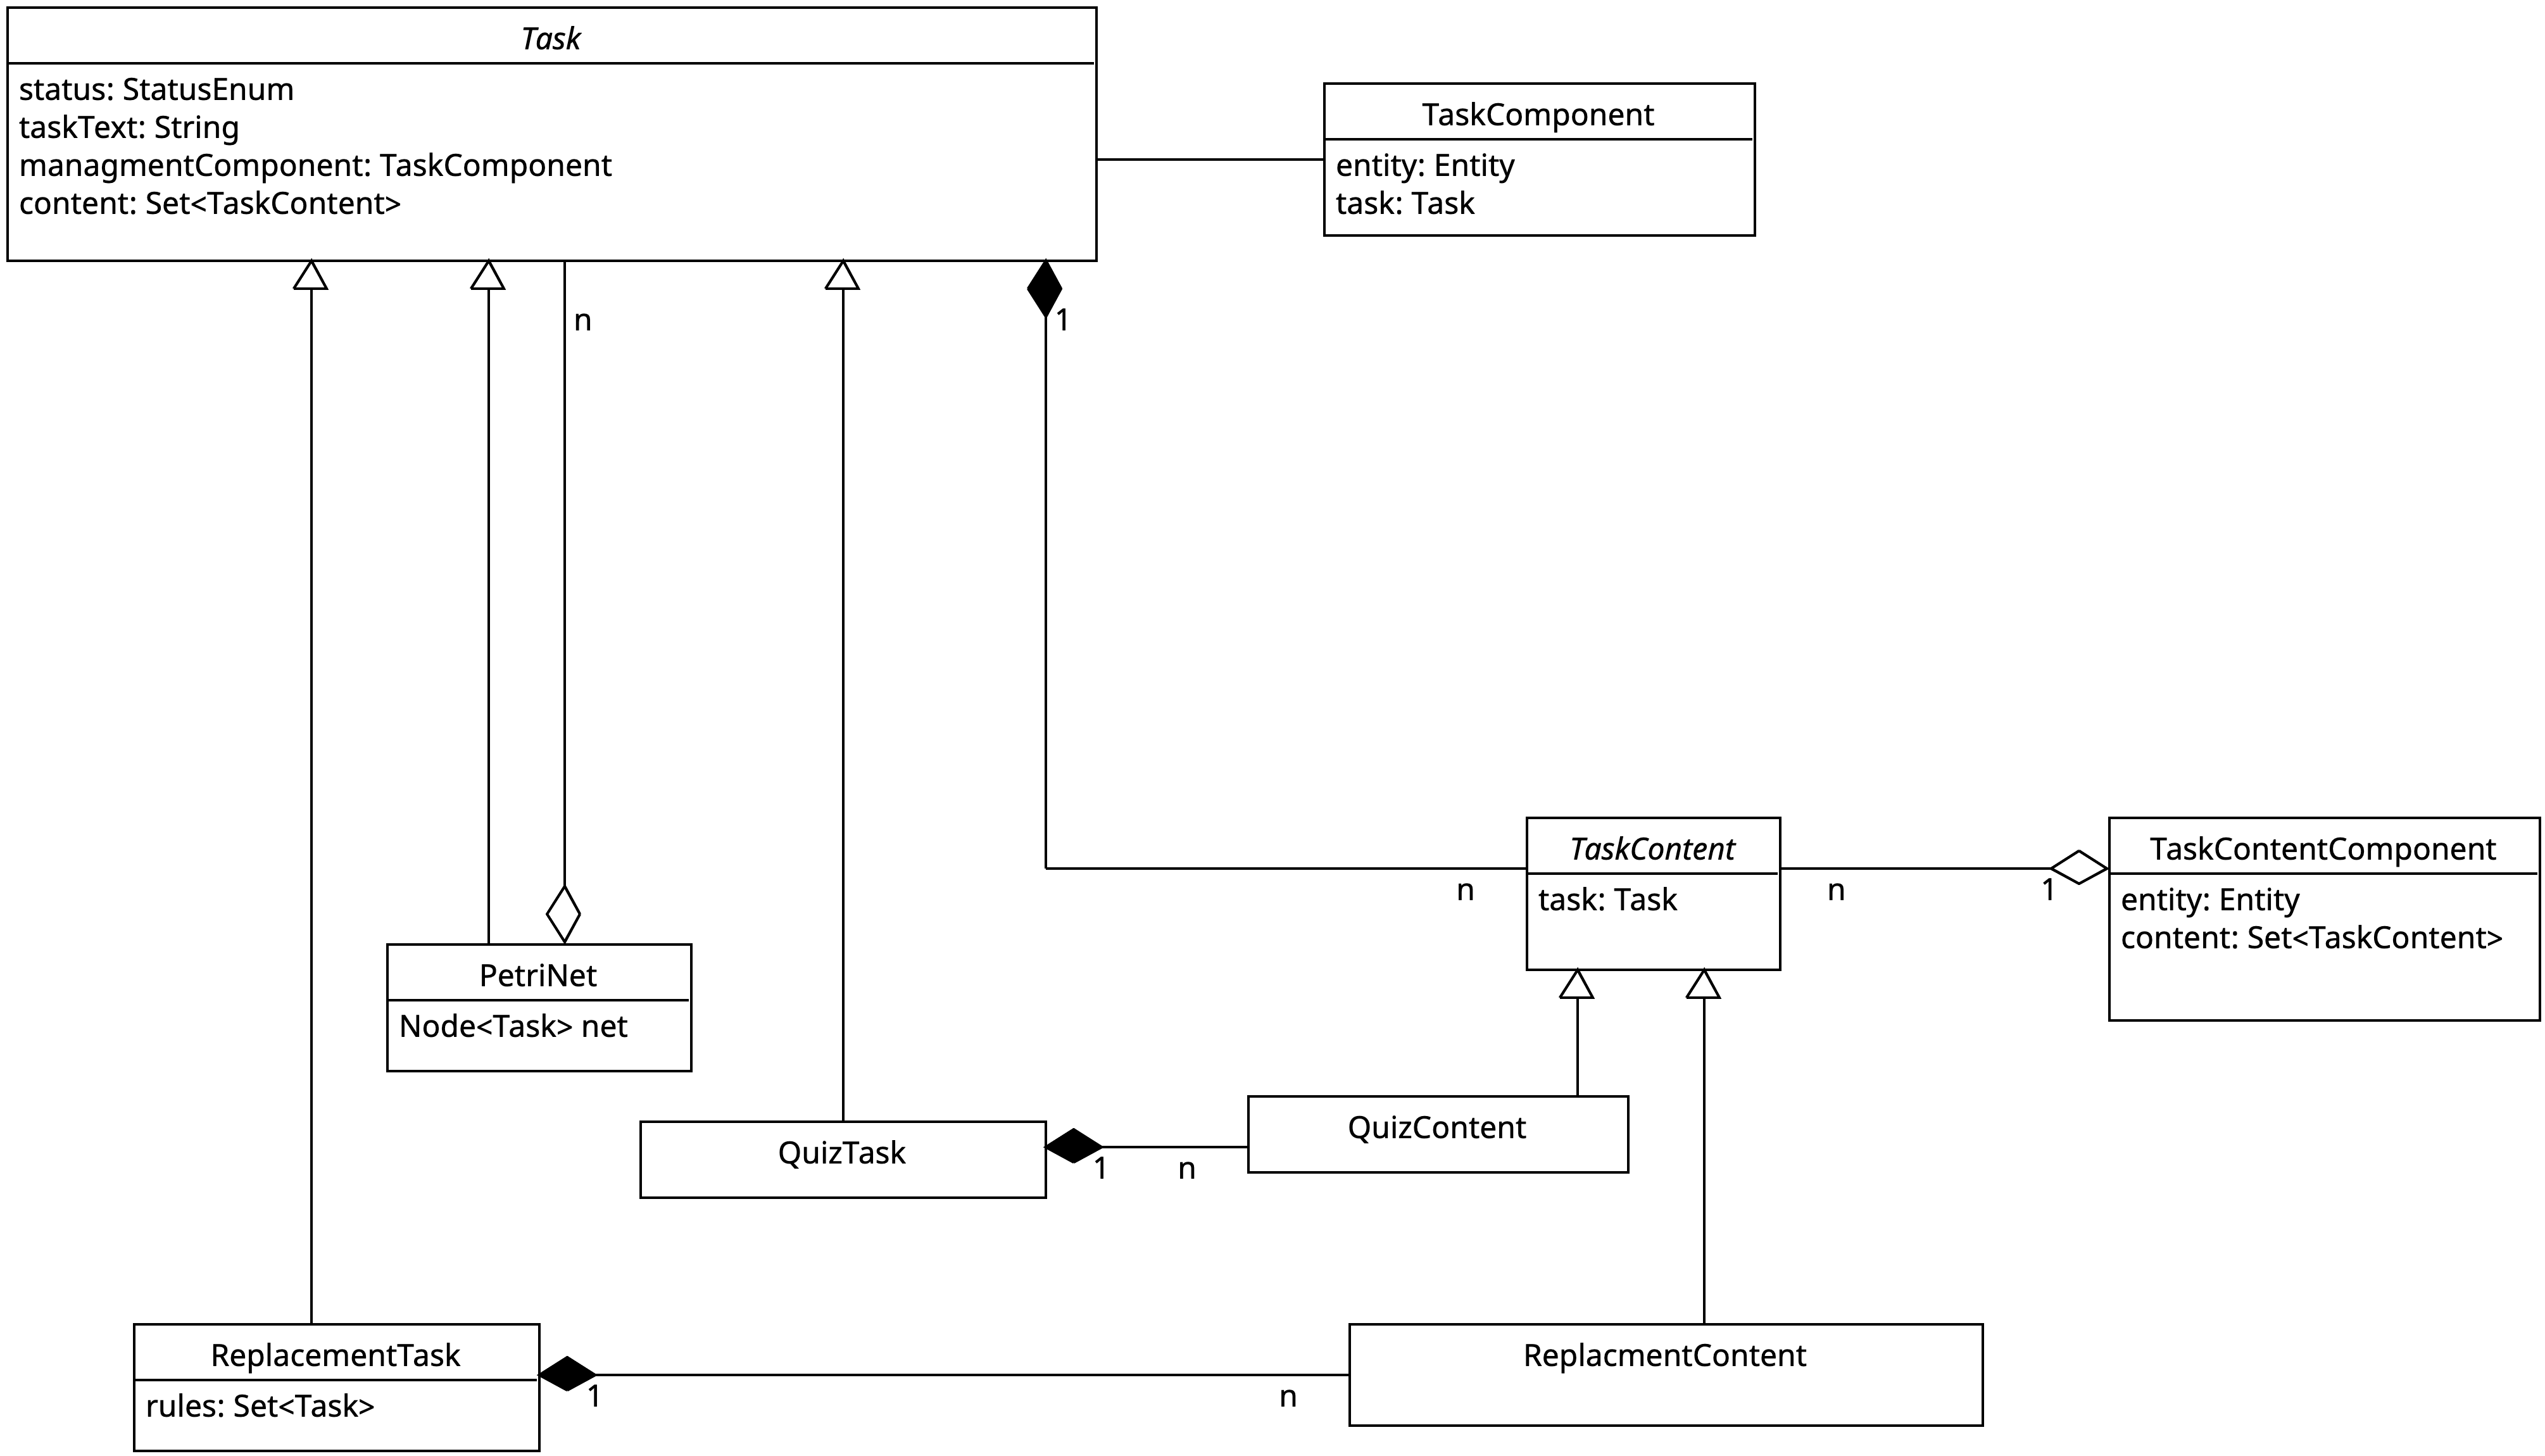 Task
status: StatusEnum
taskText: String
managmentComponent: TaskComponent
content: Set<TaskContent>
TaskComponent
entity: Entity
task: Task
n
1
TaskContent
task: Task
n
n
1
TaskContentComponent
entity: Entity
content: Set<TaskContent>
PetriNet
Node<Task> net
QuizTask
1
n
QuizContent
ReplacementTask
rules: Set<Task>
1
n
ReplacmentContent